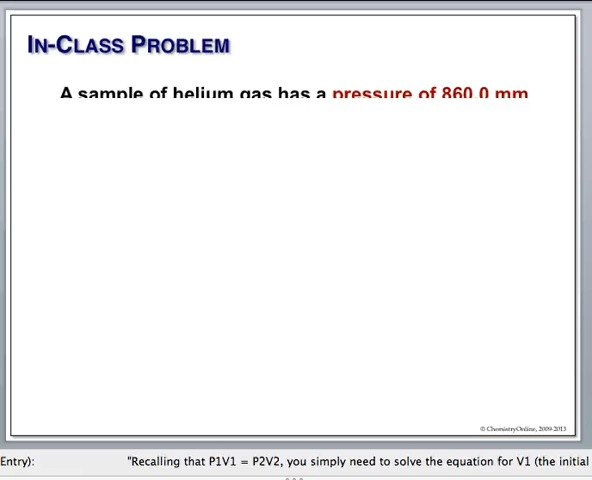 IN-CLASS PROBLEM
A sample of helium gas has a pressure of 860.0 mm
© ChemistryOnline, 2009-2013
Entry): "Recalling that P1V1 = P2V2, you simply need to solve the equation for V1 (the initial